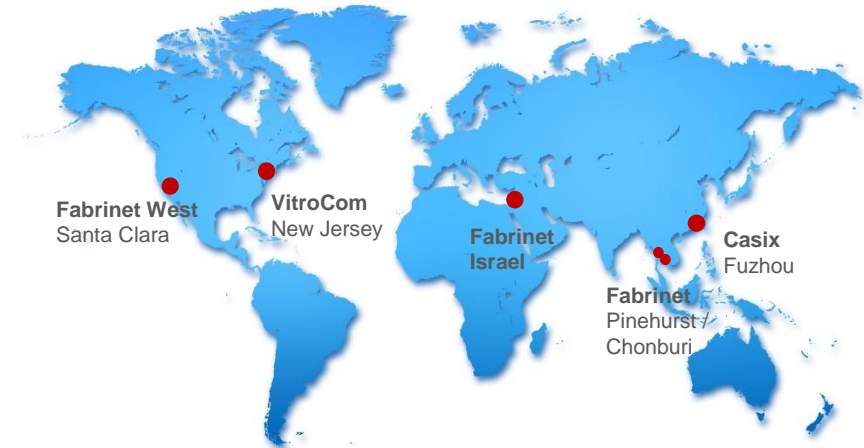 Fabrinet West
Santa Clara
VitroCom
New Jersey
Fabrinet
Israel
Casix
Fuzhou
Fabrinet
Pinehurst /
Chonburi